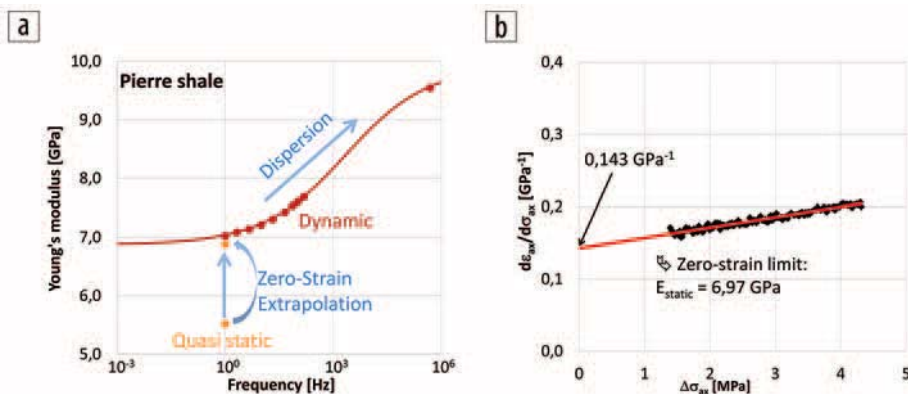 a
Pierre shale
10,0
9,0
8,0
7,0
6,0
5,0
Young's modulus [GPa]
Dispersion
Dynamic
Zero-Strain
Extrapolation
Quasi static
10⁻³
10⁰
10³
10⁶
Frequency [Hz]
b
0,4
0,3
0,2
0,1
0,0
dεax/dσax [GPa⁻¹]
0,143 GPa⁻¹
Zero-strain limit:
Estatic = 6,97 GPa
0
1
2
3
4
5
Δσax [MPa]